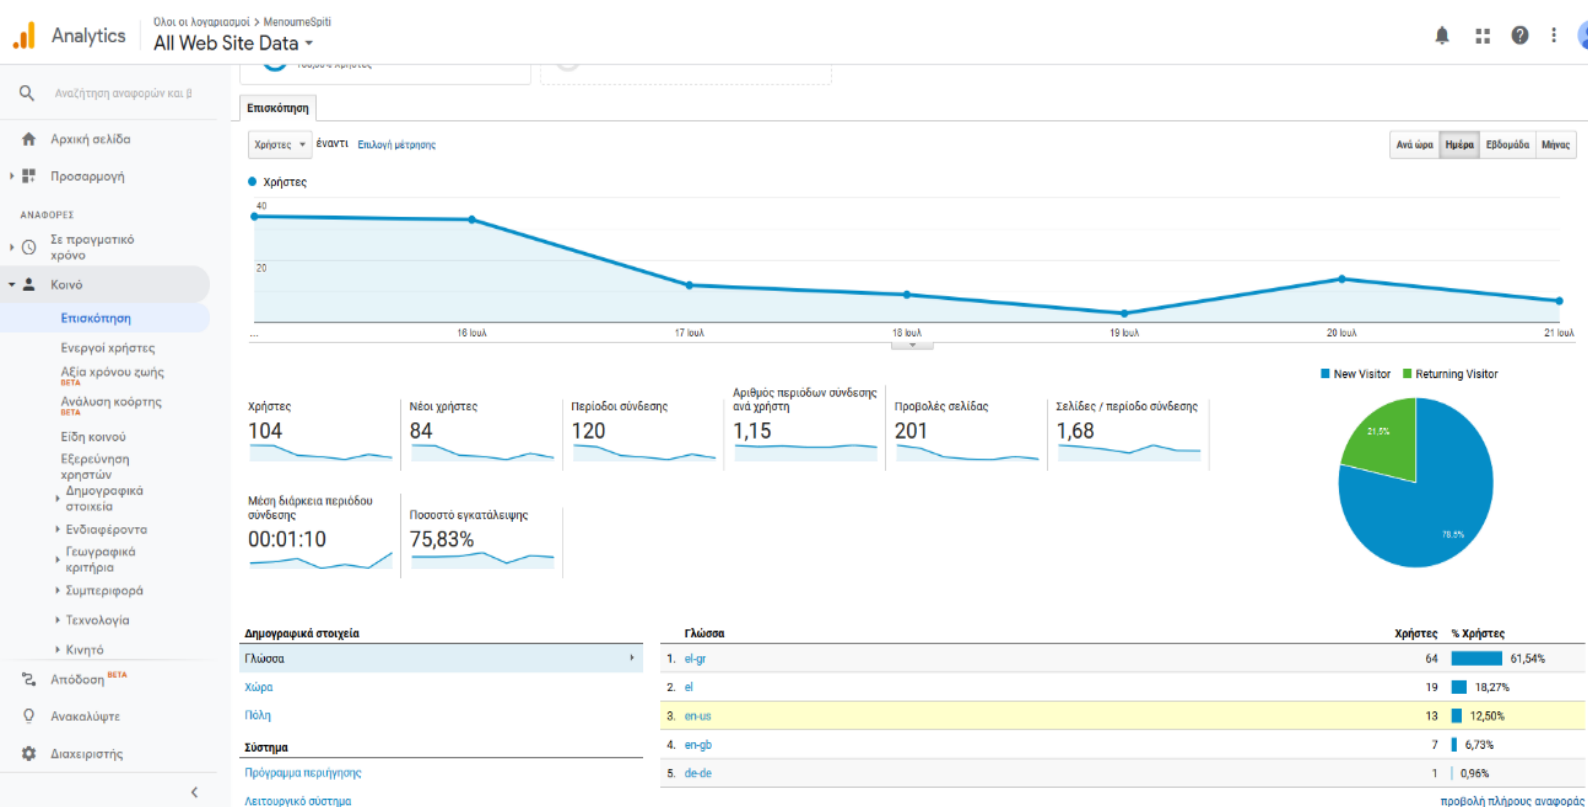 Analytics
Όλοι οι λογαριασμοί > MenoumeSpiti
All Web Site Data
Αναζήτηση αναφορών και β
Αρχική σελίδα
Προσαρμογή
ΑΝΑΦΟΡΕΣ
Σε πραγματικό
χρόνο
Κοινό
Επισκόπηση
Ενεργοί χρήστες
Αξία χρόνου ζωής
BETA
Ανάλυση κοόρτης
BETA
Είδη κοινού
Εξερεύνηση
χρηστών
Δημογραφικά
στοιχεία
Ενδιαφέροντα
Γεωγραφικά
κριτήρια
Συμπεριφορά
Τεχνολογία
Κινητό
Απόδοση BETA
Ανακαλύψτε
Διαχειριστής
Επισκόπηση
Χρήστες έναντι Επιλογή μέτρησης
Ανά ώρα Ημέρα Εβδομάδα Μήνας
Χρήστες
40
20
... 16 Ιουλ 17 Ιουλ 18 Ιουλ 19 Ιουλ 20 Ιουλ 21 Ιουλ
New Visitor Returning Visitor
21,5%
78,5%
Χρήστες
104
Νέοι χρήστες
84
Περίοδοι σύνδεσης
120
Αριθμός περιόδων σύνδεσης
ανά χρήστη
1,15
Προβολές σελίδας
201
Σελίδες / περίοδο σύνδεσης
1,68
Μέση διάρκεια περιόδου
σύνδεσης
00:01:10
Ποσοστό εγκατάλειψης
75,83%
Δημογραφικά στοιχεία
Γλώσσα
Χώρα
Πόλη
Σύστημα
Πρόγραμμα περιήγησης
Λειτουργικό σύστημα
Γλώσσα Χρήστες % Χρήστες
1. el-gr 64 61,54%
2. el 19 18,27%
3. en-us 13 12,50%
4. en-gb 7 6,73%
5. de-de 1 0,96%
προβολή πλήρους αναφοράς